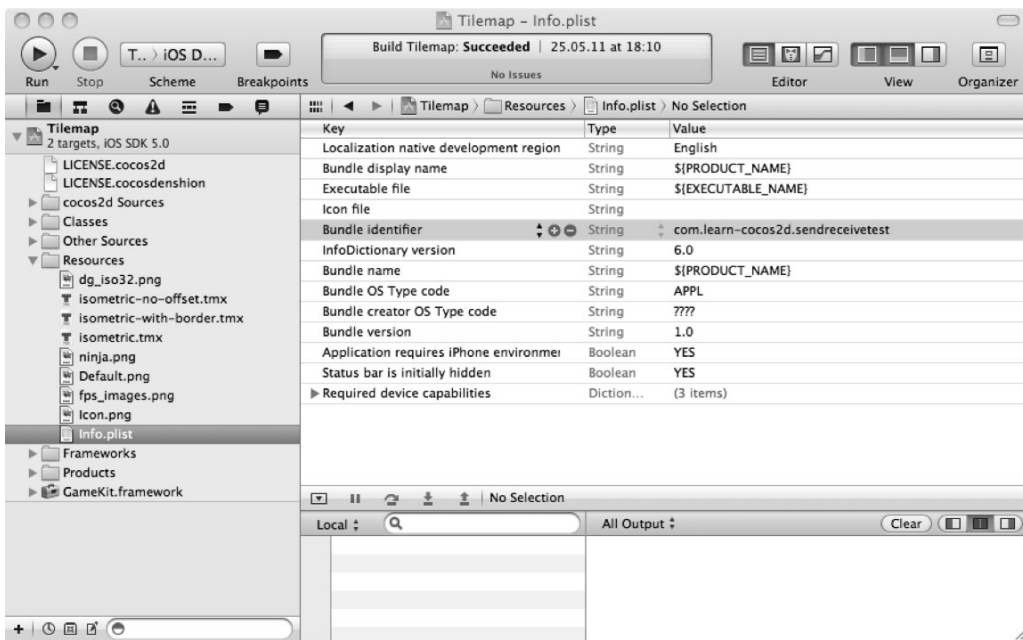 Tilemap – Info.plist
Build Tilemap: Succeeded | 25.05.11 at 18:10
No Issues
T.. › iOS D...
Run Stop Scheme Breakpoints Editor View Organizer
Tilemap › Resources › Info.plist › No Selection
Tilemap
2 targets, iOS SDK 5.0
LICENSE.cocos2d
LICENSE.cocosdenshion
cocos2d Sources
Classes
Other Sources
Resources
dg_iso32.png
isometric-no-offset.tmx
isometric-with-border.tmx
isometric.tmx
ninja.png
Default.png
fps_images.png
Icon.png
Info.plist
Frameworks
Products
GameKit.framework
Key Type Value
Localization native development region String English
Bundle display name String ${PRODUCT_NAME}
Executable file String ${EXECUTABLE_NAME}
Icon file String
Bundle identifier String com.learn-cocos2d.sendreceivetest
InfoDictionary version String 6.0
Bundle name String ${PRODUCT_NAME}
Bundle OS Type code String APPL
Bundle creator OS Type code String ????
Bundle version String 1.0
Application requires iPhone environmer Boolean YES
Status bar is initially hidden Boolean YES
Required device capabilities Diction... (3 items)
No Selection
Local All Output Clear